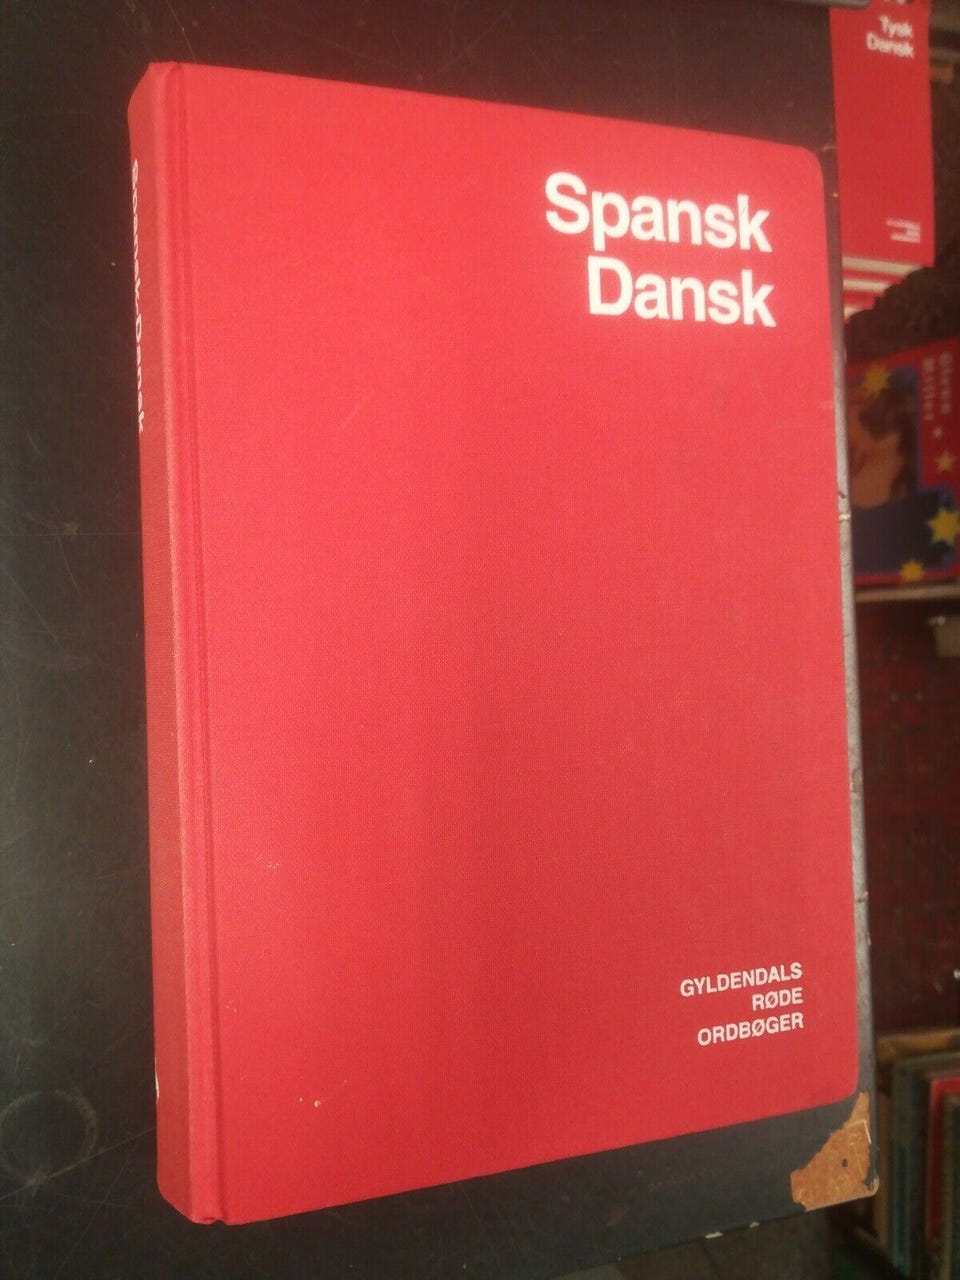 Spansk
Dansk
GYLDENDALS
RØDE
ORDBØGER
Spansk-Dansk
Tysk
Dansk